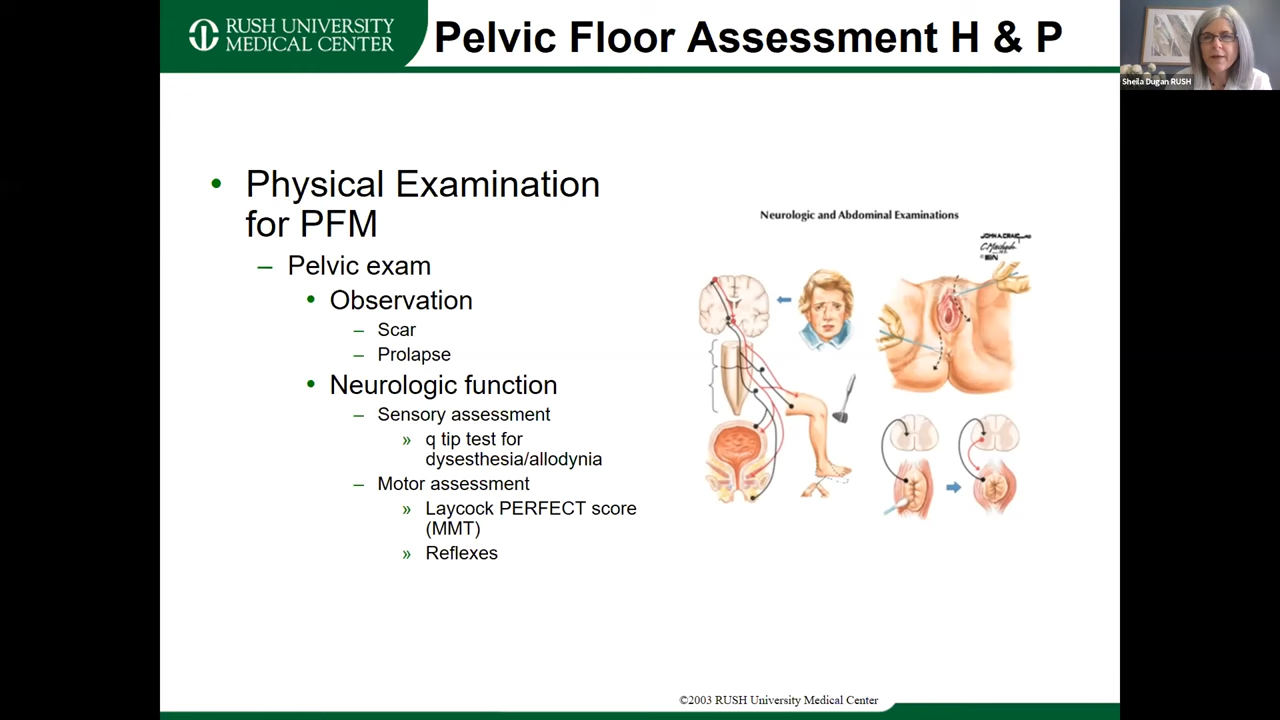 RUSH UNIVERSITY
MEDICAL CENTER
Pelvic Floor Assessment H & P
Sheila Dugan RUSH
• Physical Examination
for PFM
– Pelvic exam
• Observation
– Scar
– Prolapse
• Neurologic function
– Sensory assessment
» q tip test for
dysesthesia/allodynia
– Motor assessment
» Laycock PERFECT score
(MMT)
» Reflexes
Neurologic and Abdominal Examinations
JOHN A. CRAIG
©2003 RUSH University Medical Center